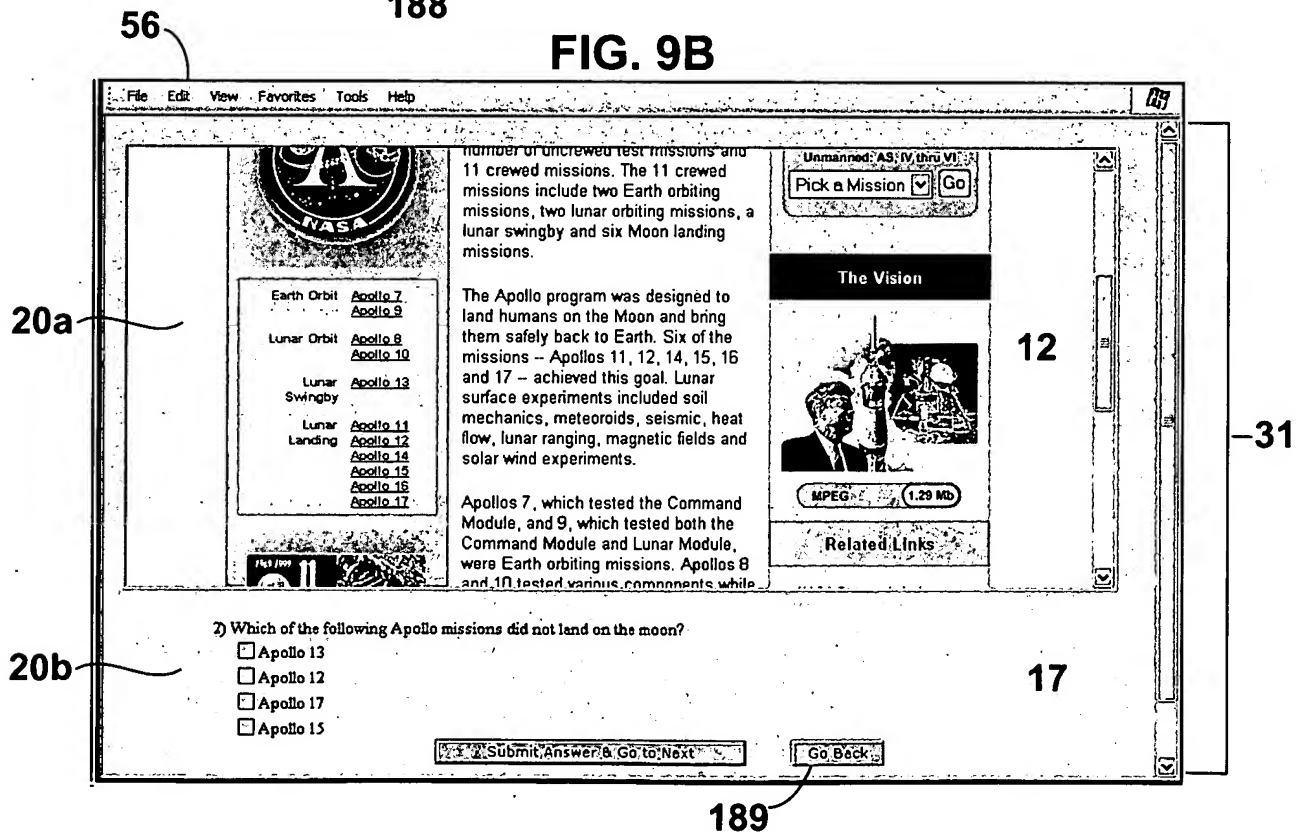 188
56
FIG. 9B
File Edit View Favorites Tools Help
NASA
Earth Orbit Apollo 7
Apollo 9
Lunar Orbit Apollo 8
Apollo 10
Lunar Apollo 13
Swingby
Lunar Apollo 11
Landing Apollo 12
Apollo 14
Apollo 15
Apollo 16
Apollo 17
11
number of uncrewed test missions and
11 crewed missions. The 11 crewed
missions include two Earth orbiting
missions, two lunar orbiting missions, a
lunar swingby and six Moon landing
missions.
The Apollo program was designed to
land humans on the Moon and bring
them safely back to Earth. Six of the
missions -- Apollos 11, 12, 14, 15, 16
and 17 -- achieved this goal. Lunar
surface experiments included soil
mechanics, meteoroids, seismic, heat
flow, lunar ranging, magnetic fields and
solar wind experiments.
Apollos 7, which tested the Command
Module, and 9, which tested both the
Command Module and Lunar Module,
were Earth orbiting missions. Apollos 8
and 10 tested various components while
Unmanned: AS, IV thru VI
Pick a Mission Go
The Vision
MPEG 1.29 Mb
Related Links
20a
12
31
2) Which of the following Apollo missions did not land on the moon?
Apollo 13
Apollo 12
Apollo 17
Apollo 15
20b
17
Submit Answer & Go to Next Go Back
189